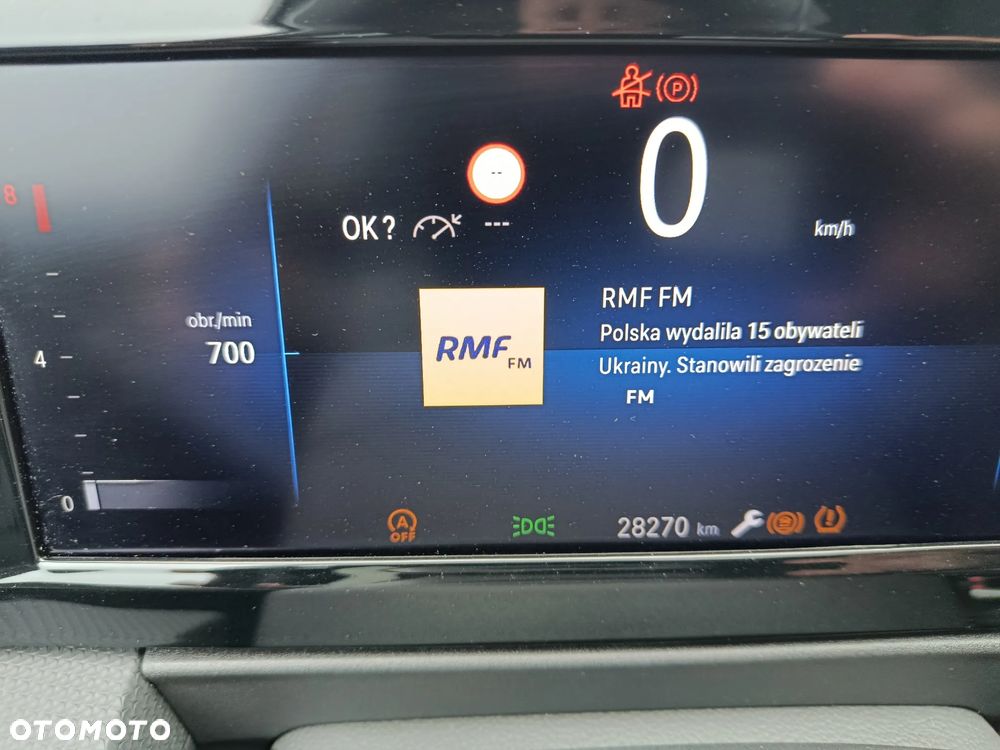 8
P
0
--
OK? ---
km/h
RMF FM
obr./min
Polska wydalila 15 obywateli
700
4
RMF
FM
Ukrainy. Stanowili zagrozenie
FM
0
A
OFF
28270 km
OTOMOTO